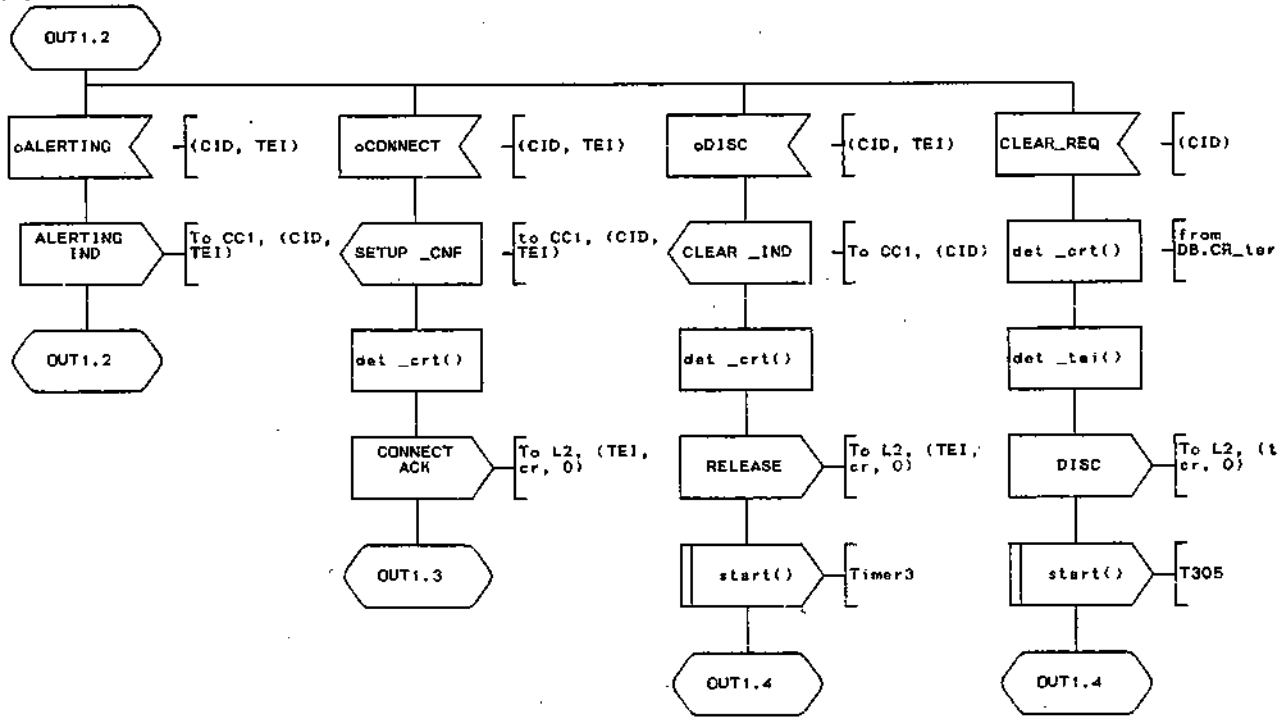 OUT1.2
oALERTING
(CID, TEI)
oCONNECT
(CID, TEI)
oDISC
(CID, TEI)
CLEAR_REQ
(CID)
ALERTING
IND
To CC1, (CID,
TEI)
SETUP _CNF
to CC1, (CID,
TEI)
CLEAR _IND
To CC1, (CID)
det _crt()
from
DB.CR_ter
OUT1.2
det _crt()
det _crt()
det _tei()
CONNECT
ACK
To L2, (TEI,
cr, 0)
RELEASE
To L2, (TEI,
cr, 0)
DISC
To L2, (t
cr, 0)
OUT1.3
start()
Timer3
start()
T305
OUT1.4
OUT1.4